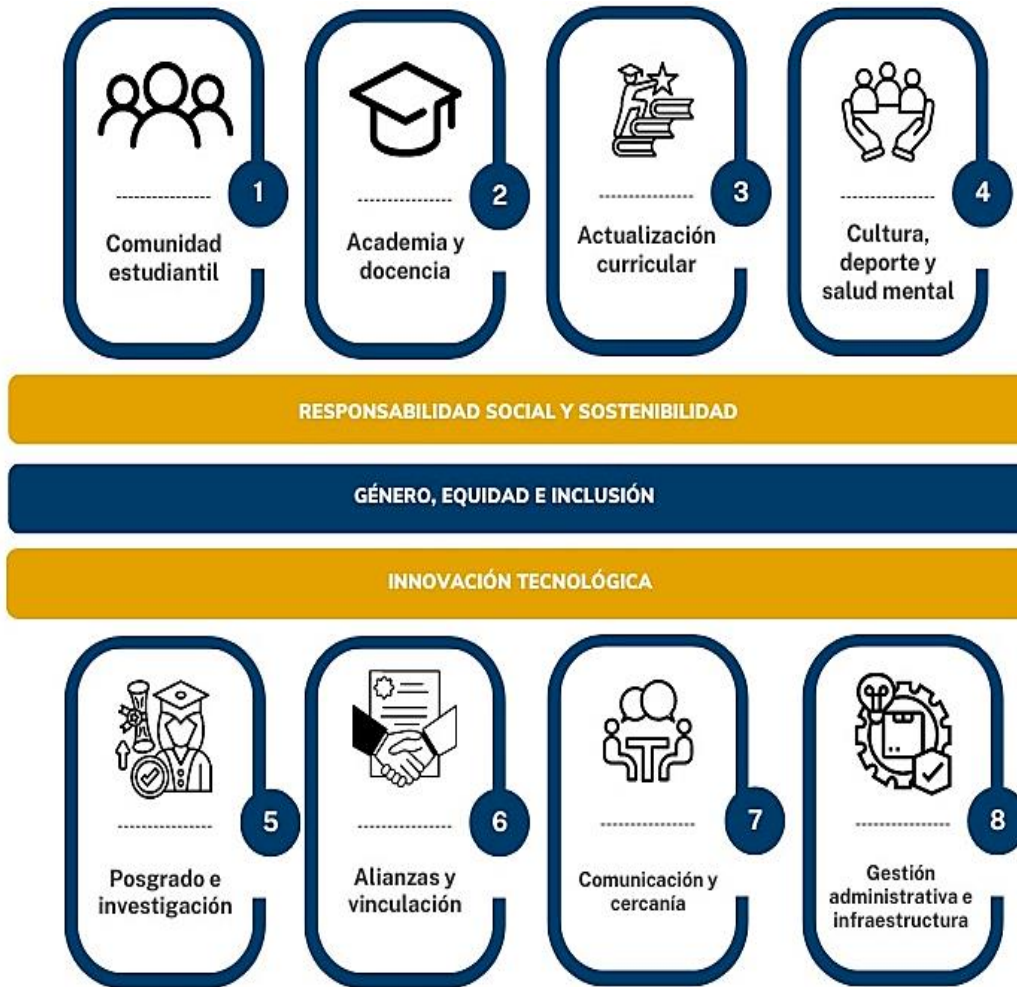 1
Comunidad
estudiantil
2
Academia y
docencia
3
Actualización
curricular
4
Cultura,
deporte y
salud mental
RESPONSABILIDAD SOCIAL Y SOSTENIBILIDAD
GÉNERO, EQUIDAD E INCLUSIÓN
INNOVACIÓN TECNOLÓGICA
5
Posgrado e
investigación
6
Alianzas y
vinculación
7
Comunicación y
cercanía
8
Gestión
administrativa e
infraestructura